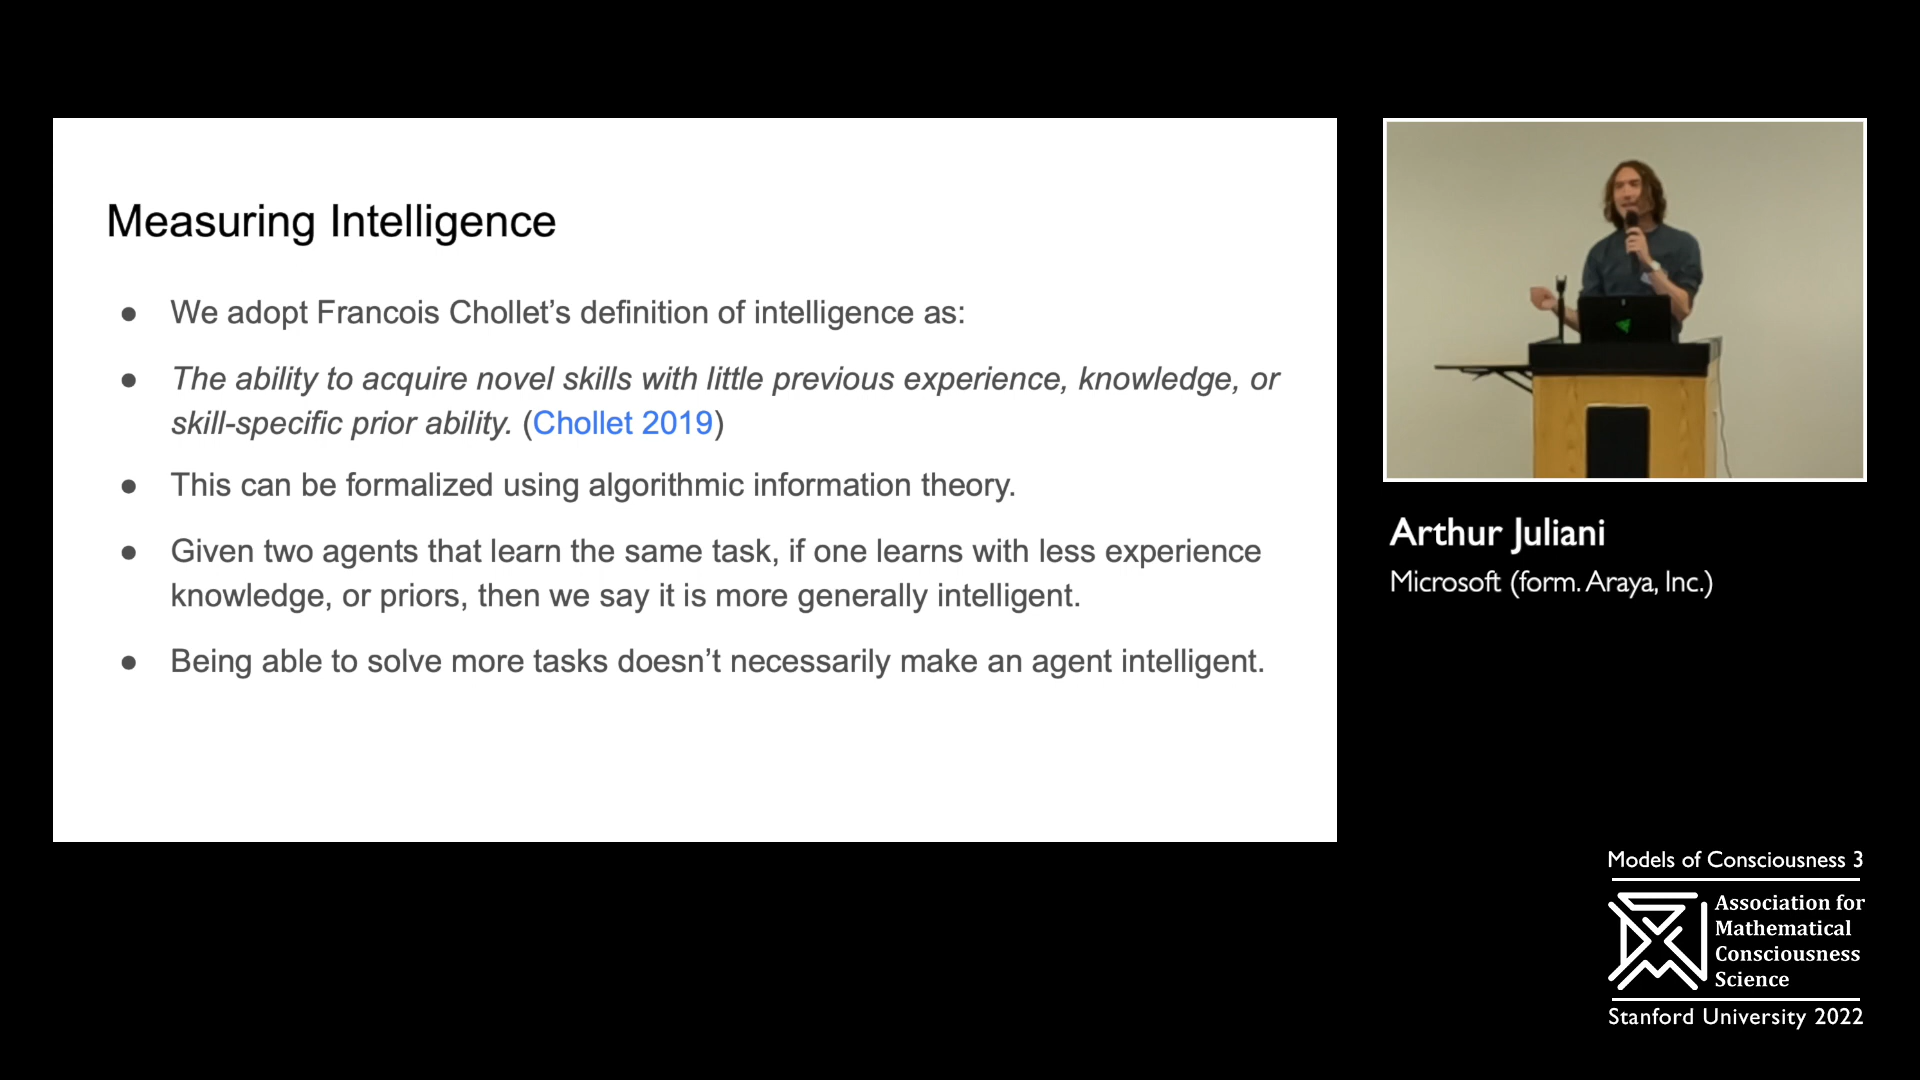 Measuring Intelligence
● We adopt Francois Chollet’s definition of intelligence as:
● The ability to acquire novel skills with little previous experience, knowledge, or
skill-specific prior ability. (Chollet 2019)
● This can be formalized using algorithmic information theory.
● Given two agents that learn the same task, if one learns with less experience
knowledge, or priors, then we say it is more generally intelligent.
● Being able to solve more tasks doesn’t necessarily make an agent intelligent.
Arthur Juliani
Microsoft (form. Araya, Inc.)
Models of Consciousness 3
Association for
Mathematical
Consciousness
Science
Stanford University 2022